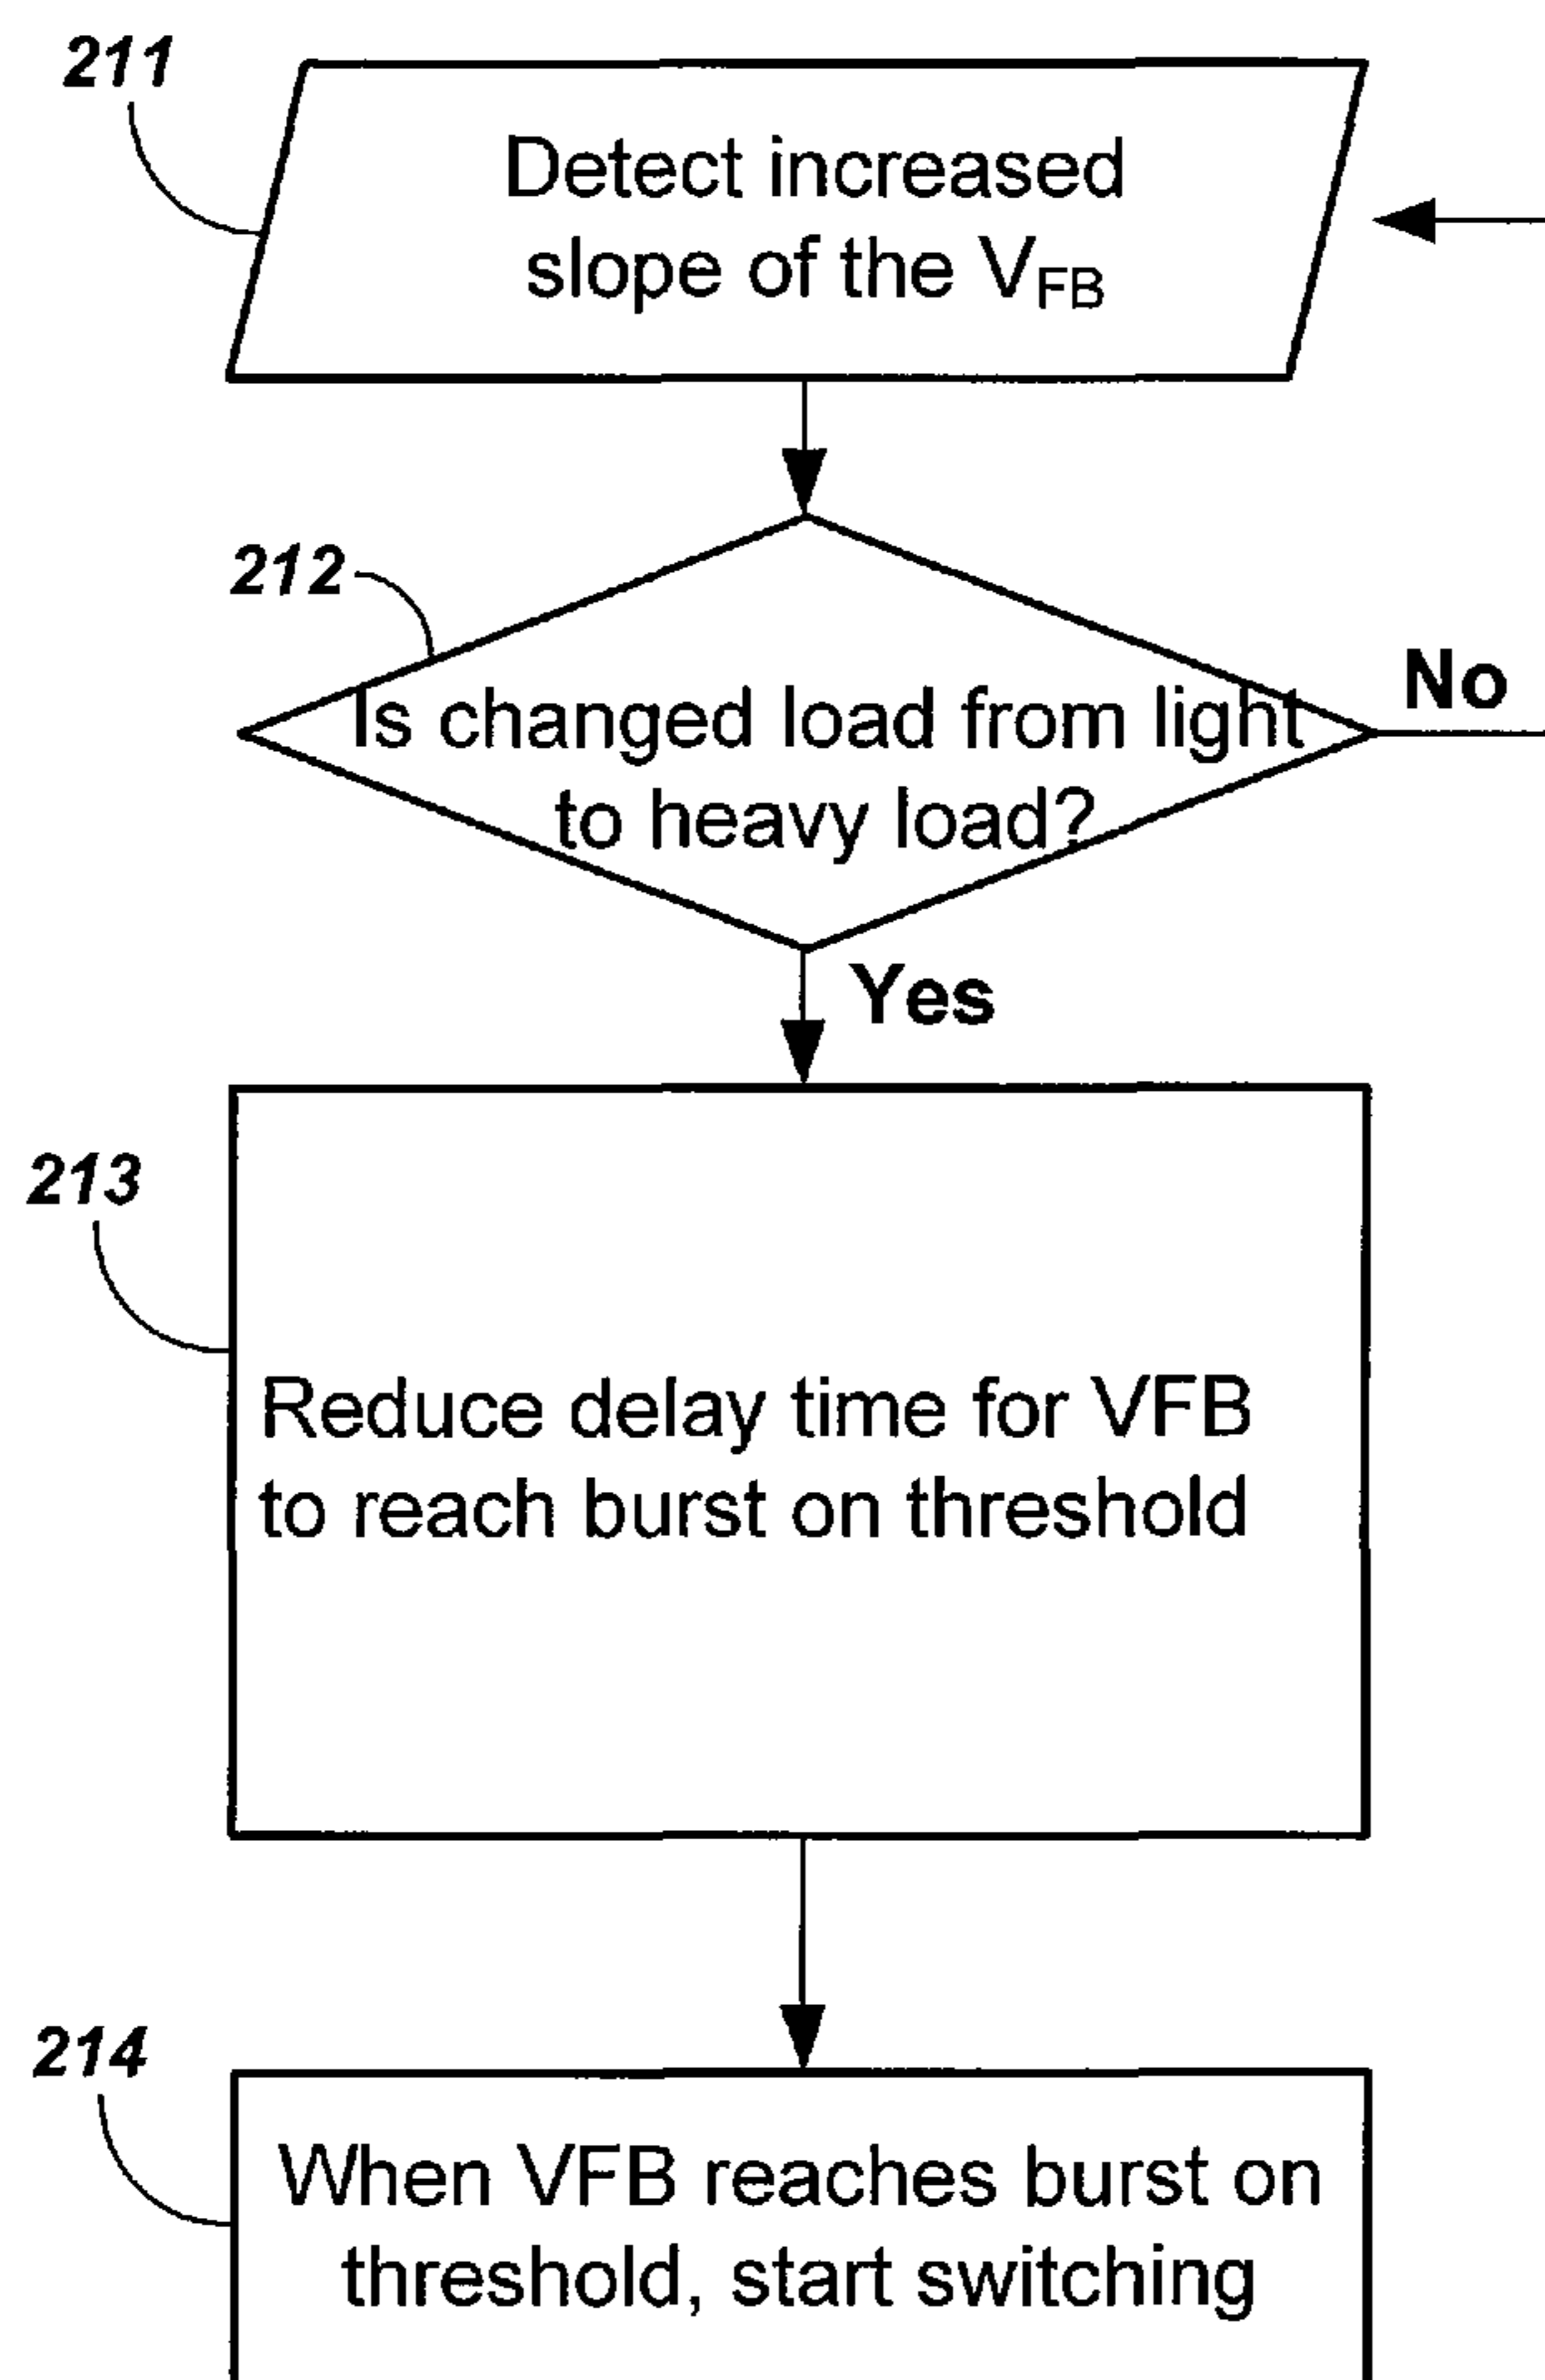 211
Detect increased
slope of the VFB
212
Is changed load from light
to heavy load?
No
Yes
213
Reduce delay time for VFB
to reach burst on threshold
214
When VFB reaches burst on
threshold, start switching